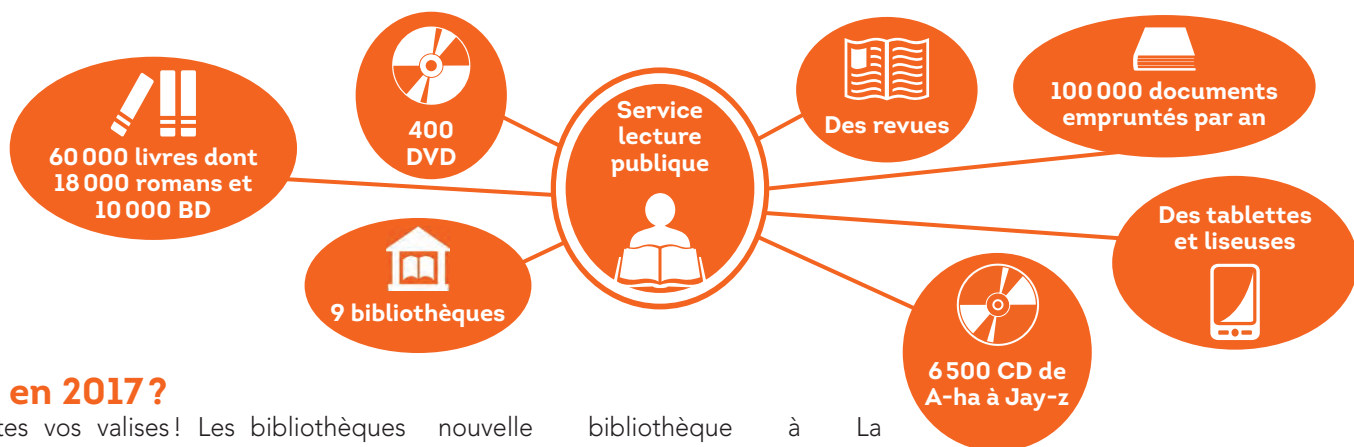 60 000 livres dont
18 000 romans et
10 000 BD
400
DVD
9 bibliothèques
Service
lecture
publique
Des revues
100 000 documents
empruntés par an
Des tablettes
et liseuses
6 500 CD de
A-ha à Jay-z
en 2017 ?
vos valises ! Les bibliothèques nouvelle bibliothèque à La